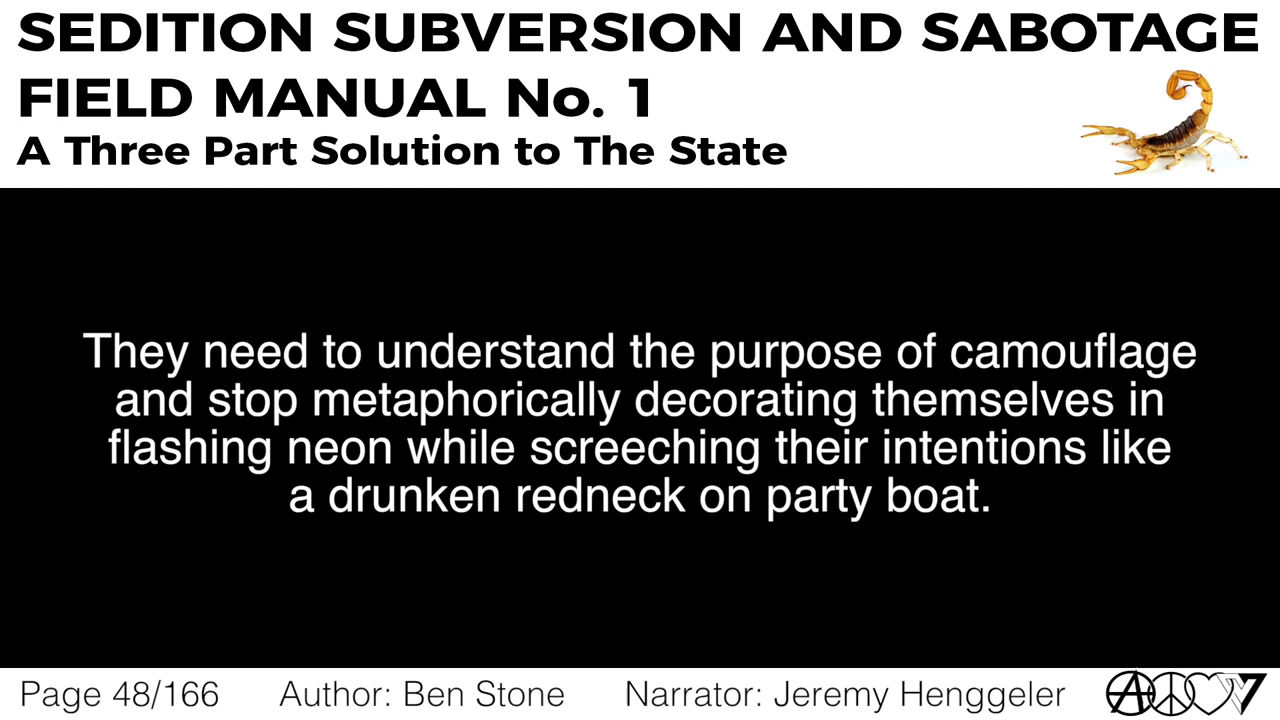 SEDITION SUBVERSION AND SABOTAGE
FIELD MANUAL No. 1
A Three Part Solution to The State
They need to understand the purpose of camouflage
and stop metaphorically decorating themselves in
flashing neon while screeching their intentions like
a drunken redneck on party boat.
Page 48/166 Author: Ben Stone Narrator: Jeremy Henggeler